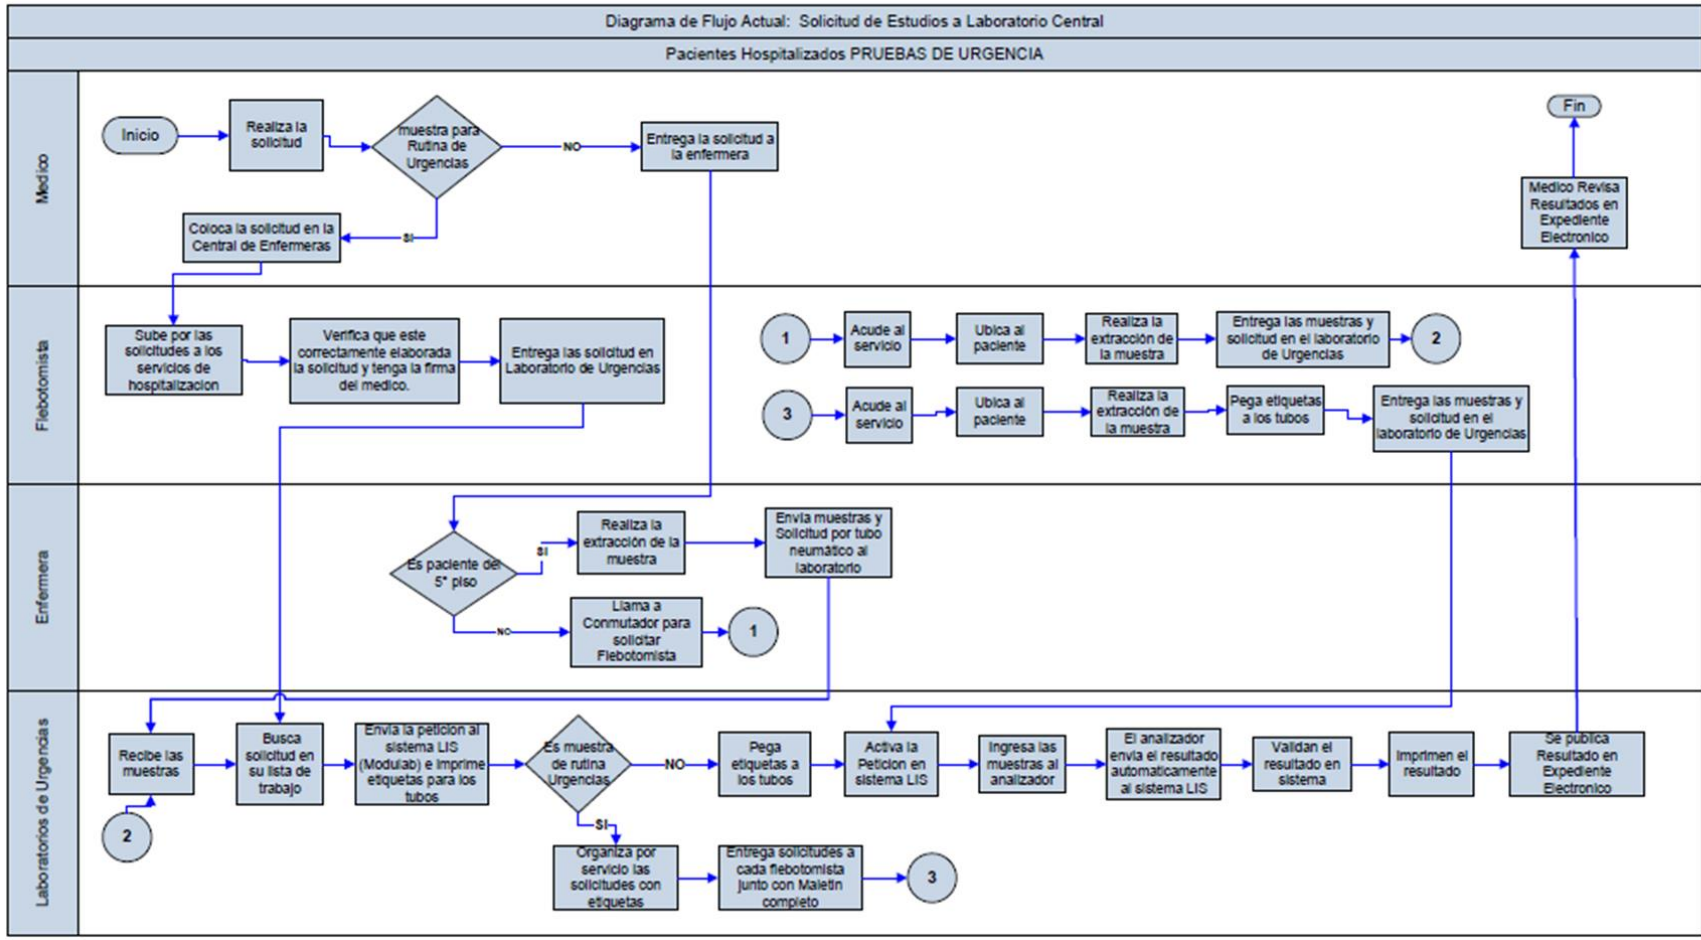 Diagrama de Flujo Actual: Solicitud de Estudios a Laboratorio Central
Pacientes Hospitalizados PRUEBAS DE URGENCIA
Medico
Inicio
Realiza la
solicitud
muestra para
Rutina de
Urgencias
NO
Entrega la solicitud a
la enfermera
SI
Coloca la solicitud en la
Central de Enfermeras
Fin
Medico Revisa
Resultados en
Expediente
Electronico
Flebotomista
Sube por las
solicitudes a los
servicios de
hospitalizacion
Verifica que este
correctamente elaborada
la solicitud y tenga la firma
del medico.
Entrega las solicitud en
Laboratorio de Urgencias
1
Acude al
servicio
Ubica al
paciente
Realiza la
extracción de
la muestra
Entrega las muestras y
solicitud en el laboratorio
de Urgencias
2
3
Acude al
servicio
Ubica al
paciente
Realiza la
extracción de
la muestra
Pega etiquetas
a los tubos
Entrega las muestras y
solicitud en el
laboratorio de Urgencias
Enfermera
Es paciente del
5° piso
SI
Realiza la
extracción de la
muestra
Envia muestras y
Solicitud por tubo
neumático al
laboratorio
NO
Llama a
Conmutador para
solicitar
Flebotomista
1
Laboratorios de Urgencias
Recibe las
muestras
2
Busca
solicitud en
su lista de
trabajo
Envia la peticion al
sistema LIS
(Modulab) e imprime
etiquetas para los
tubos
Es muestra
de rutina
Urgencias
NO
Pega
etiquetas a
los tubos
Activa la
Peticion en
sistema LIS
Ingresa las
muestras al
analizador
El analizador
envia el resultado
automaticamente
al sistema LIS
Validan el
resultado en
sistema
Imprimen el
resultado
Se publica
Resultado en
Expediente
Electronico
SI
Organiza por
servicio las
solicitudes con
etiquetas
Entrega solicitudes a
cada flebotomista
junto con Maletin
completo
3